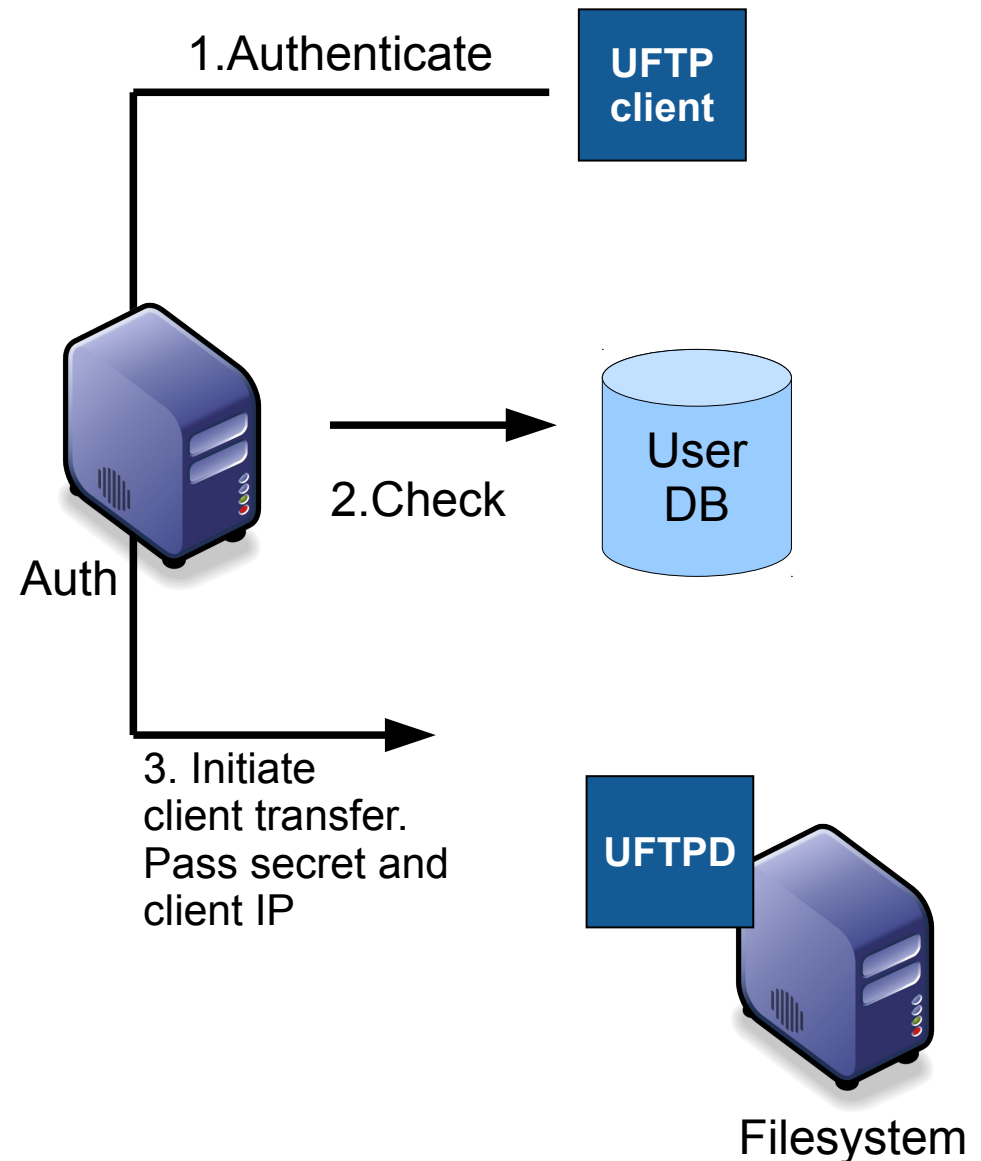 1.Authenticate
UFTP
client
User
DB
2.Check
Auth
3. Initiate
client transfer.
Pass secret and
client IP
UFTPD
Filesystem